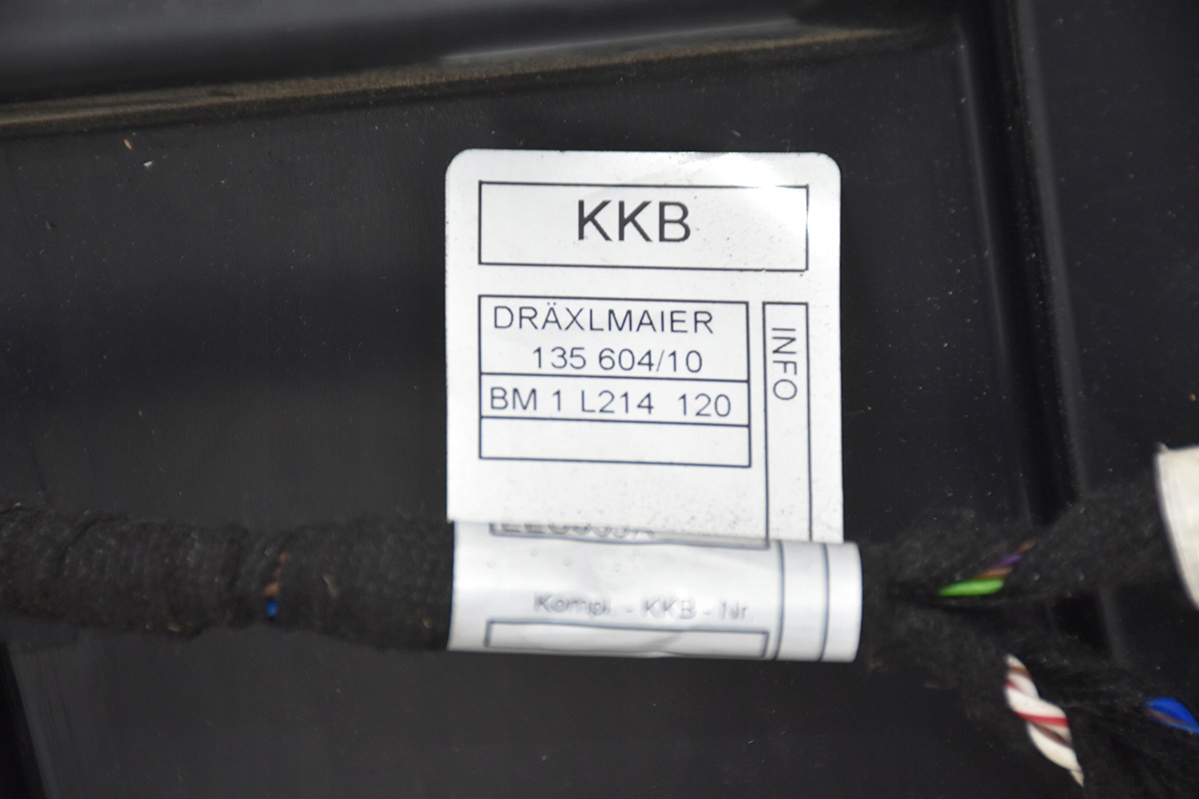 KKB
DRÄXLMAIER
135 604/10
BM 1 L214 120
INFO
Kompl. - KKB - Nr.